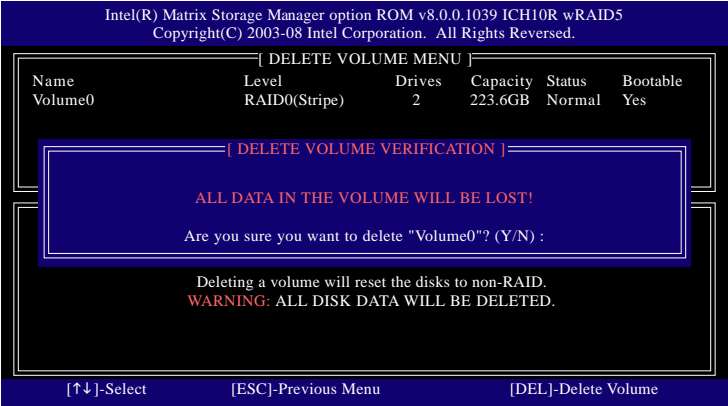 Intel(R) Matrix Storage Manager option ROM v8.0.0.1039 ICH10R wRAID5
Copyright(C) 2003-08 Intel Corporation. All Rights Reversed.
[ DELETE VOLUME MENU ]
Name Level Drives Capacity Status Bootable
Volume0 RAID0(Stripe) 2 223.6GB Normal Yes
[ DELETE VOLUME VERIFICATION ]
ALL DATA IN THE VOLUME WILL BE LOST!
Are you sure you want to delete "Volume0"? (Y/N) :
Deleting a volume will reset the disks to non-RAID.
WARNING: ALL DISK DATA WILL BE DELETED.
[↑↓]-Select [ESC]-Previous Menu [DEL]-Delete Volume